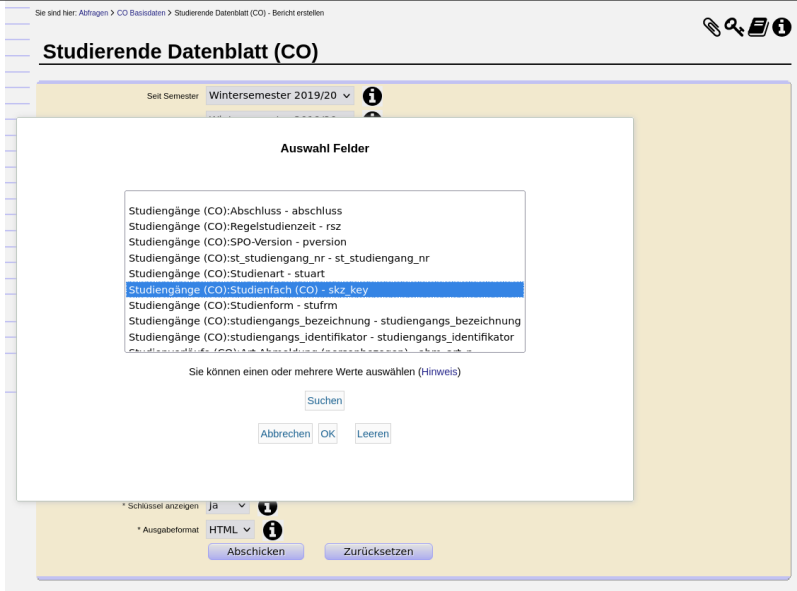 Sie sind hier: Abfragen > CO Basisdaten > Studierende Datenblatt (CO) - Bericht erstellen
Studierende Datenblatt (CO)
Seit Semester Wintersemester 2019/20
Auswahl Felder
Studiengänge (CO):Abschluss - abschluss
Studiengänge (CO):Regelstudienzeit - rsz
Studiengänge (CO):SPO-Version - pversion
Studiengänge (CO):st_studiengang_nr - st_studiengang_nr
Studiengänge (CO):Studienart - stuart
Studiengänge (CO):Studienfach (CO) - skz_key
Studiengänge (CO):Studienform - stufrm
Studiengänge (CO):studiengangs_bezeichnung - studiengangs_bezeichnung
Studiengänge (CO):studiengangs_identifikator - studiengangs_identifikator
Sie können einen oder mehrere Werte auswählen (Hinweis)
Suchen
Abbrechen OK Leeren
* Schlüssel anzeigen Ja
* Ausgabeformat HTML
Abschicken Zurücksetzen